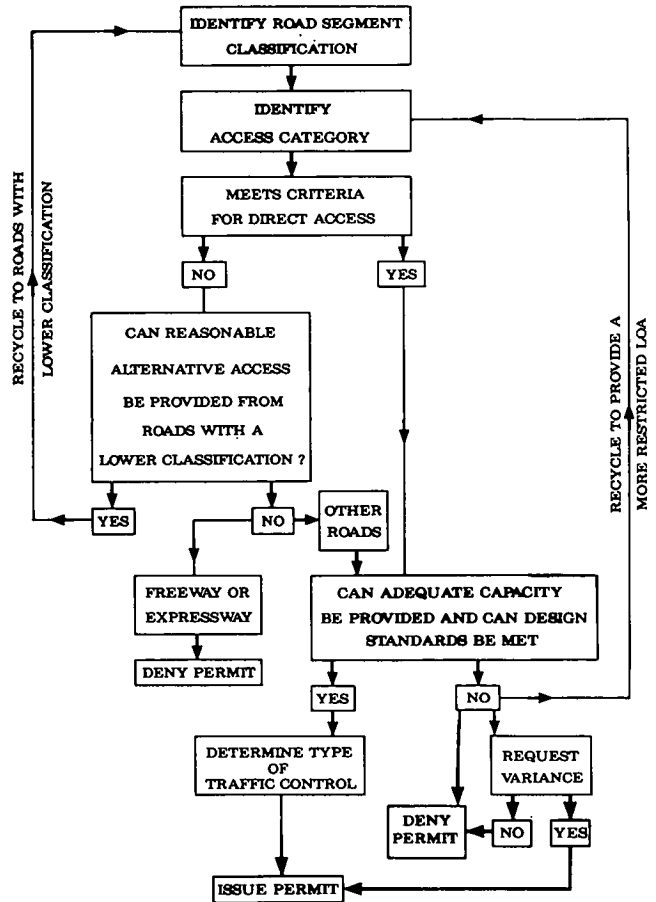 IDENTIFY ROAD SEGMENT
CLASSIFICATION
IDENTIFY
ACCESS CATEGORY
MEETS CRITERIA
FOR DIRECT ACCESS
NO
YES
RECYCLE TO ROADS WITH
LOWER CLASSIFICATION
CAN REASONABLE
ALTERNATIVE ACCESS
BE PROVIDED FROM
ROADS WITH A
LOWER CLASSIFICATION ?
RECYCLE TO PROVIDE A
MORE RESTRICTED LOA
YES
NO
OTHER
ROADS
FREEWAY OR
EXPRESSWAY
DENY PERMIT
CAN ADEQUATE CAPACITY
BE PROVIDED AND CAN DESIGN
STANDARDS BE MET
YES
NO
DETERMINE TYPE
OF
TRAFFIC CONTROL
REQUEST
VARIANCE
DENY
PERMIT
NO
YES
ISSUE PERMIT